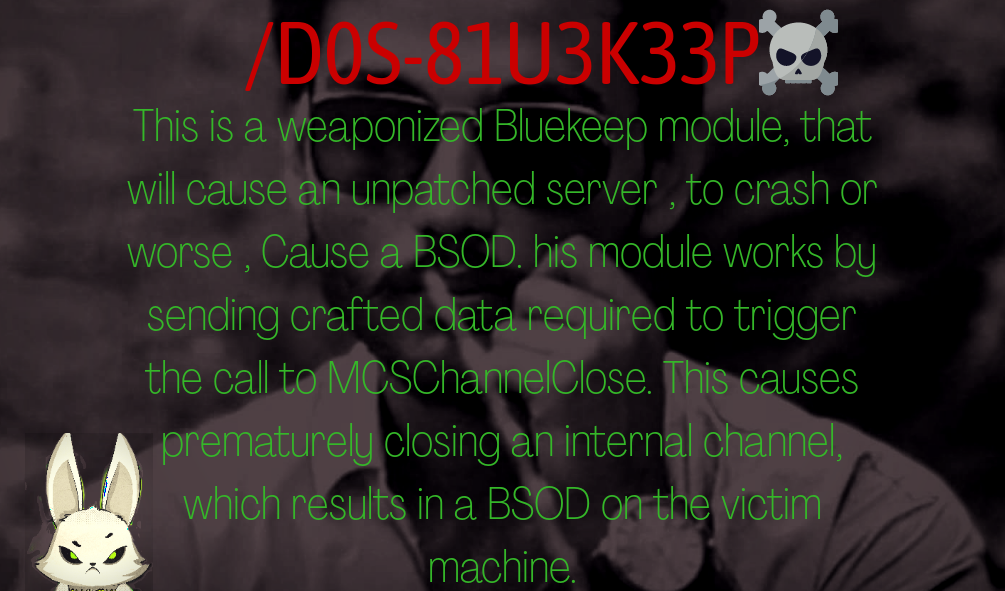 /D0S-81U3K33P
This is a weaponized Bluekeep module, that
will cause an unpatched server , to crash or
worse , Cause a BSOD. his module works by
sending crafted data required to trigger
the call to MCSChannelClose. This causes
prematurely closing an internal channel,
which results in a BSOD on the victim
machine.